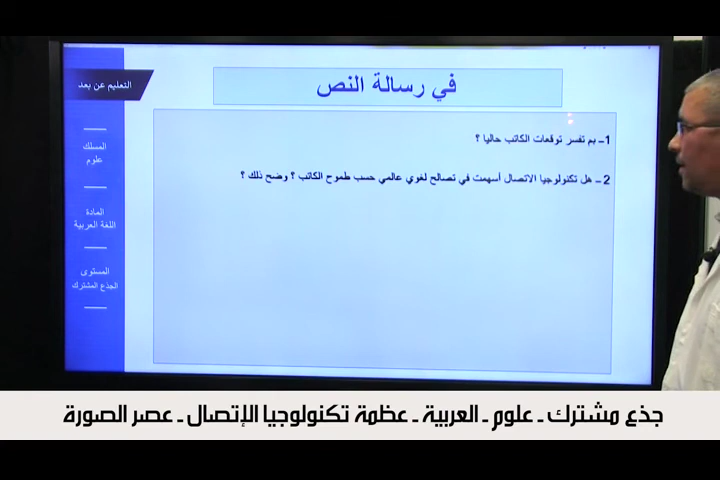 في رسالة النص
1- بم تفسر توقعات الكاتب حاليا ؟
2- هل تكنولوجيا الاتصال أسهمت في تصالح لغوي عالمي حسب طموح الكاتب ؟ وضح ذلك ؟
التعليم عن بعد
المسلك
علوم
المادة
اللغة العربية
المستوى
الجذع المشترك
جذع مشترك - علوم - العربية - عظمة تكنولوجيا الإتصال - عصر الصورة